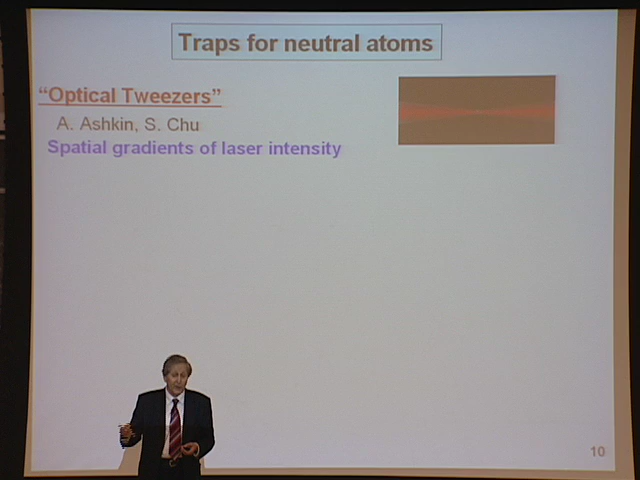 Traps for neutral atoms
“Optical Tweezers”
A. Ashkin, S. Chu
Spatial gradients of laser intensity
10